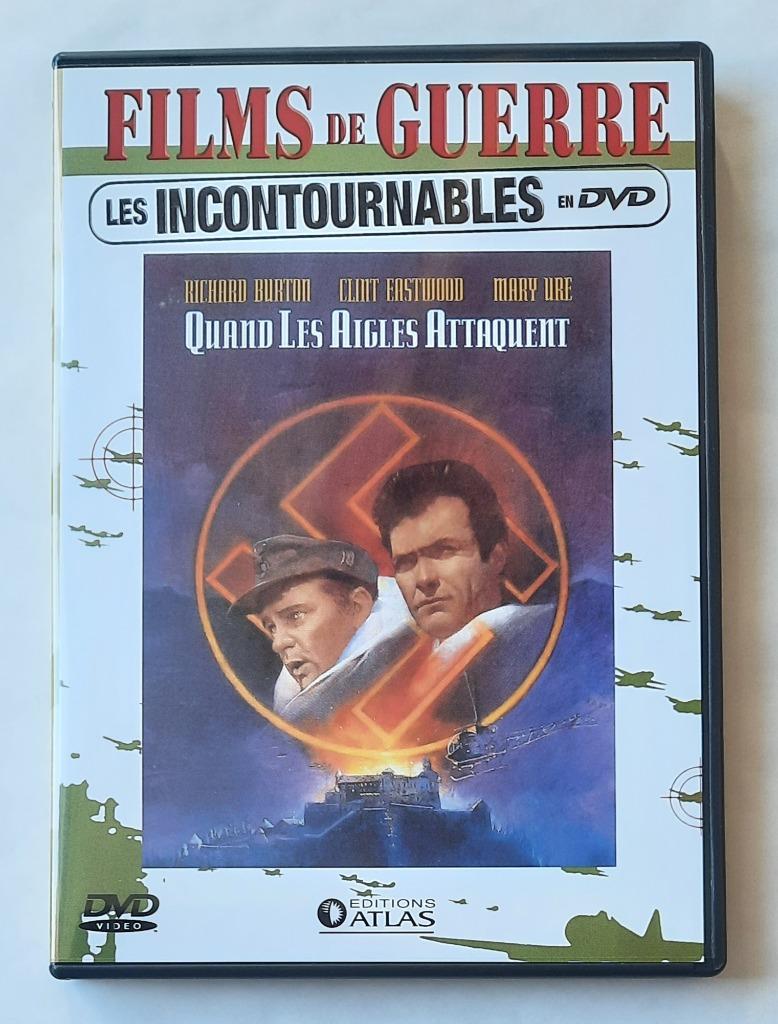 FILMS DE GUERRE
LES INCONTOURNABLES EN DVD
RICHARD BURTON CLINT EASTWOOD MARY URE
QUAND LES AIGLES ATTAQUENT
DVD
VIDEO
EDITIONS
ATLAS